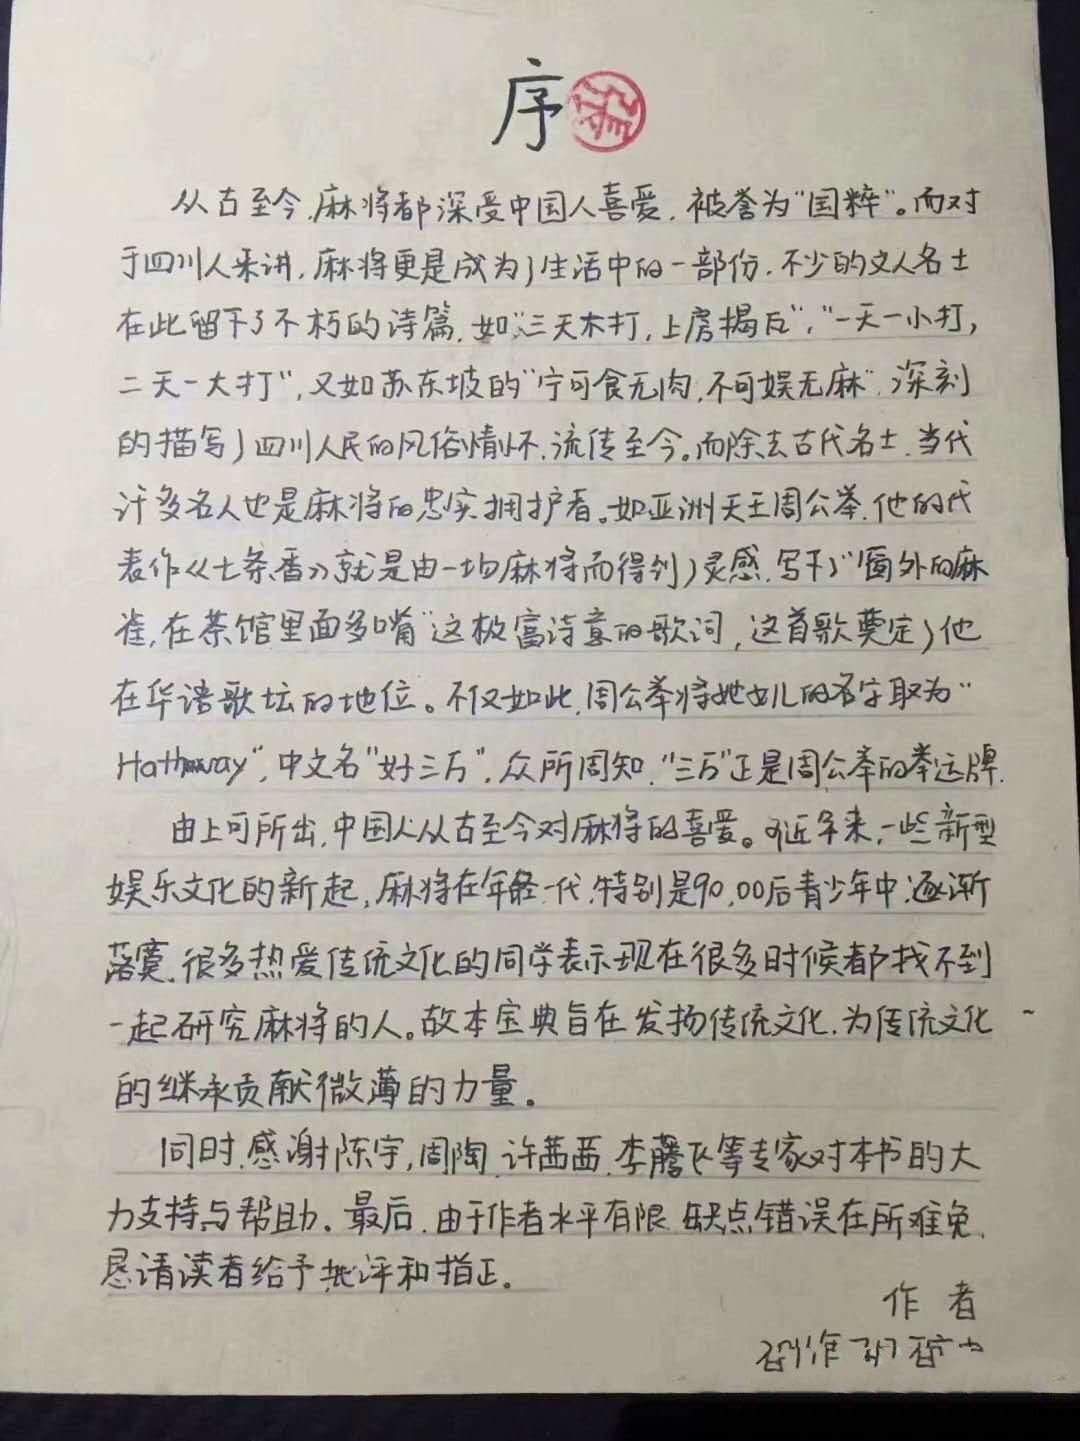 序
从古至今,麻将都深受中国人喜爱,被誉为"国粹"。而对
于四川人来讲,麻将更是成为了生活中的一部份,不少的文人名士
在此留下了不朽的诗篇,如"三天不打,上房揭瓦","一天一小打,
二天一大打",又如苏东坡的"宁可食无肉,不可娱无麻",深刻
的描写了四川人民的风俗情怀,流传至今。而除去古代名士,当代
许多名人也是麻将的忠实拥护者。如亚洲天王周公举,他的代
表作《七条香》就是由一场麻将而得到了灵感,写下了"窗外的麻
雀,在茶馆里面多嘴"这极富诗意的歌词,这首歌奠定了他
在华语歌坛的地位。不仅如此,周公举将她女儿的名字取为"
Hathaway",中文名"好三万",众所周知,"三万"正是周公举的幸运牌.
由上可所出,中国人从古至今对麻将的喜爱。可近年来,一些新型
娱乐文化的新起,麻将在年轻一代,特别是90,00后青少年中,逐渐
落寞,很多热爱传统文化的同学表示现在很多时候都找不到
一起研究麻将的人。故本宝典旨在发扬传统文化,为传统文化
的继承贡献微薄的力量。
同时,感谢陈宇,周陶,许茜茜,李腾飞等专家对本书的大
力支持与帮助。最后,由于作者水平有限,缺点错误在所难免,
恳请读者给予批评和指正。
作者